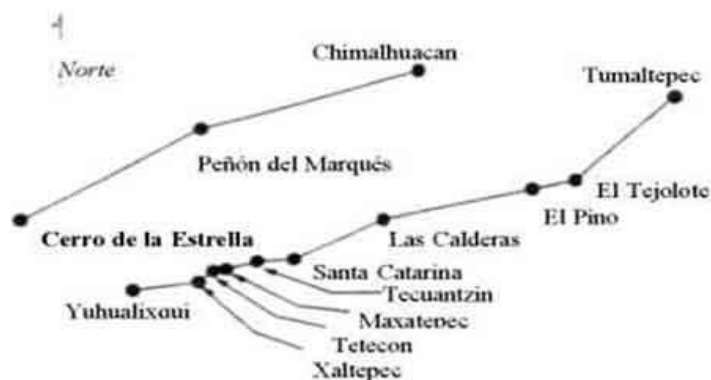 Norte
Chimalhuacan
Tumaltepec
Peñón del Marqués
El Tejolote
El Pino
Cerro de la Estrella
Las Calderas
Santa Catarina
Tecuantzin
Yuhualixqui
Maxatepec
Tetecon
Xaltepec